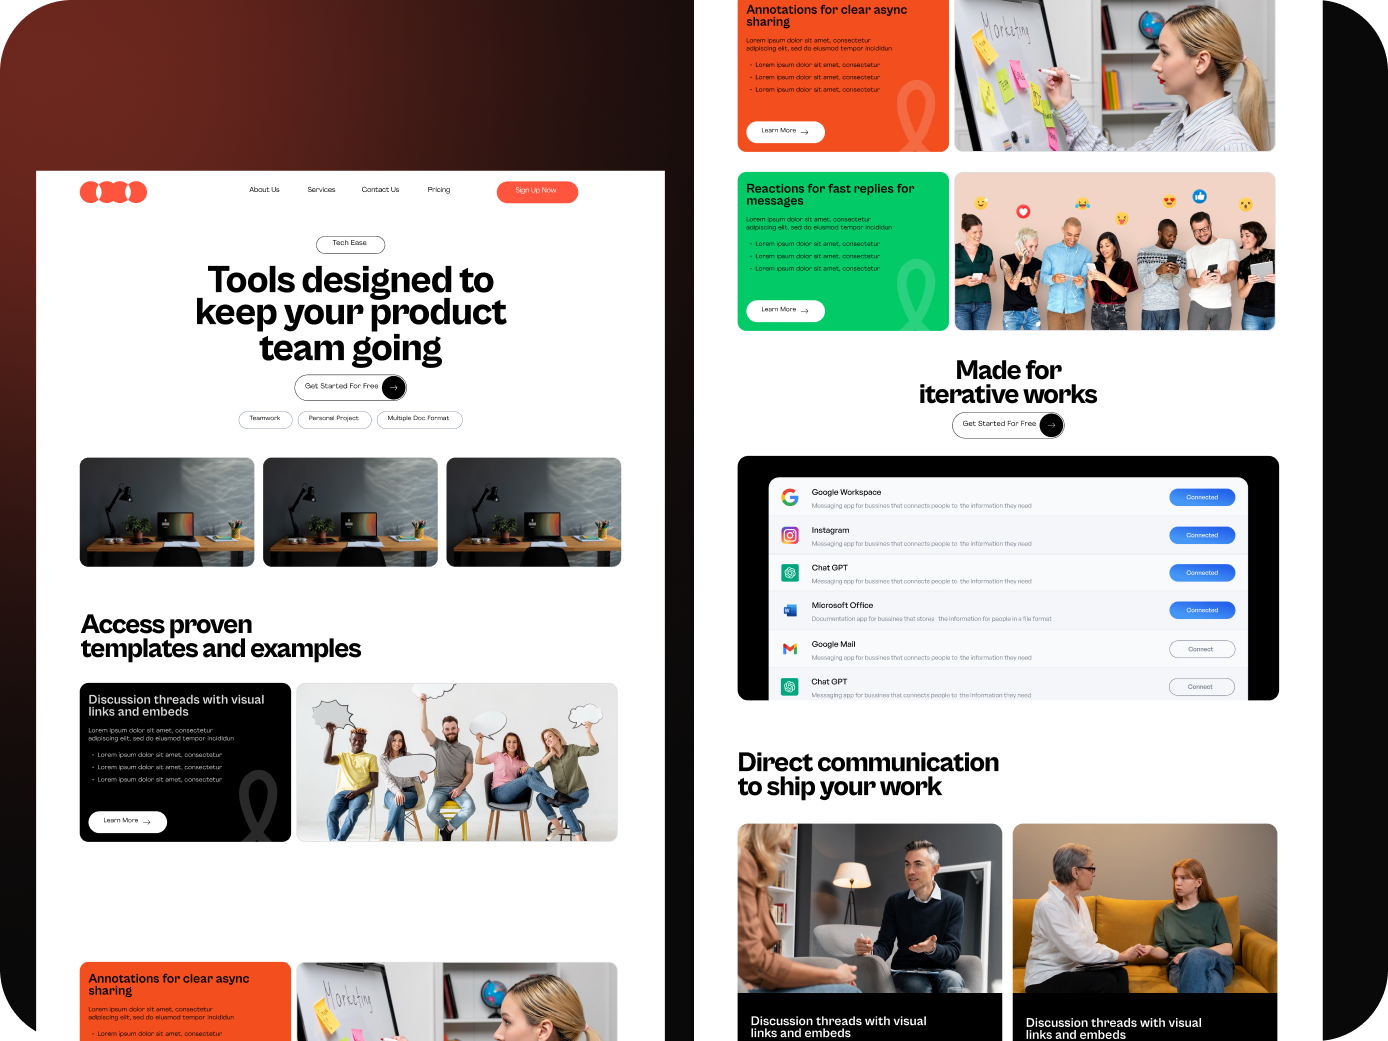 About Us
Services
Contact Us
Pricing
Sign Up Now
Tech Ease
Tools designed to
keep your product
team going
Get Started For Free
Teamwork
Personal Project
Multiple Doc Format
Access proven
templates and examples
Discussion threads with visual
links and embeds
Lorem ipsum dolor sit amet, consectetur
adipiscing elit, sed do eiusmod tempor incididun
• Lorem ipsum dolor sit amet, consectetur
• Lorem ipsum dolor sit amet, consectetur
• Lorem ipsum dolor sit amet, consectetur
Learn More
Annotations for clear async
sharing
Lorem ipsum dolor sit amet, consectetur
adipiscing elit, sed do eiusmod tempor incididun
• Lorem ipsum dolor sit amet, consectetur
Marketing
Annotations for clear async
sharing
Lorem ipsum dolor sit amet, consectetur
adipiscing elit, sed do eiusmod tempor incididun
• Lorem ipsum dolor sit amet, consectetur
• Lorem ipsum dolor sit amet, consectetur
• Lorem ipsum dolor sit amet, consectetur
Learn More
Marketing
Reactions for fast replies for
messages
Lorem ipsum dolor sit amet, consectetur
adipiscing elit, sed do eiusmod tempor incididun
• Lorem ipsum dolor sit amet, consectetur
• Lorem ipsum dolor sit amet, consectetur
• Lorem ipsum dolor sit amet, consectetur
Learn More
Made for
iterative works
Get Started For Free
Google Workspace
Messaging app for bussines that connects people to the information they need
Connected
Instagram
Messaging app for bussines that connects people to the information they need
Connected
Chat GPT
Messaging app for bussines that connects people to the information they need
Connected
Microsoft Office
Documentation app for bussines that stores the information for people in a file format
Connected
Google Mail
Messaging app for bussines that connects people to the information they need
Connect
Chat GPT
Messaging app for bussines that connects people to the information they need
Connect
Direct communication
to ship your work
Discussion threads with visual
links and embeds
Discussion threads with visual
links and embeds